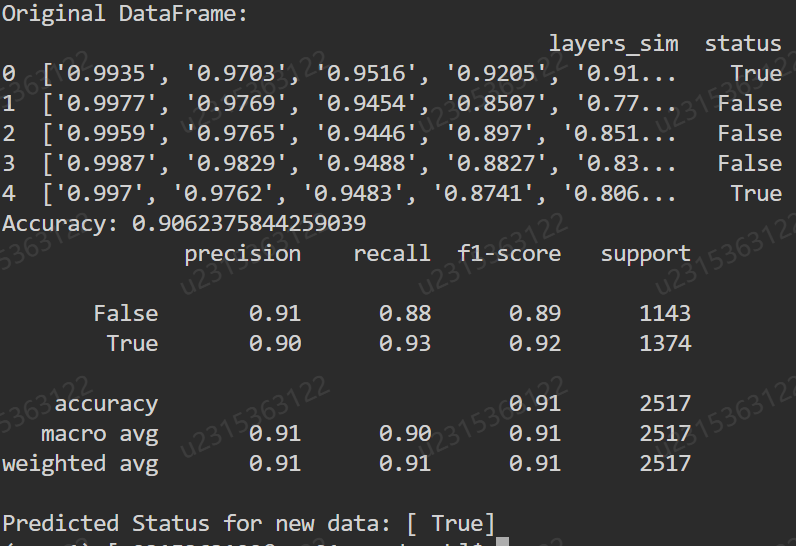 Original DataFrame:
layers_sim status
0 ['0.9935', '0.9703', '0.9516', '0.9205', '0.91... True
1 ['0.9977', '0.9769', '0.9454', '0.8507', '0.77... False
2 ['0.9959', '0.9765', '0.9446', '0.897', '0.851... False
3 ['0.9987', '0.9829', '0.9488', '0.8827', '0.83... False
4 ['0.997', '0.9762', '0.9483', '0.8741', '0.806... True
Accuracy: 0.9062375844259039
precision recall f1-score support
False 0.91 0.88 0.89 1143
True 0.90 0.93 0.92 1374
accuracy 0.91 2517
macro avg 0.91 0.90 0.91 2517
weighted avg 0.91 0.91 0.91 2517
Predicted Status for new data: [ True]
u2315363122